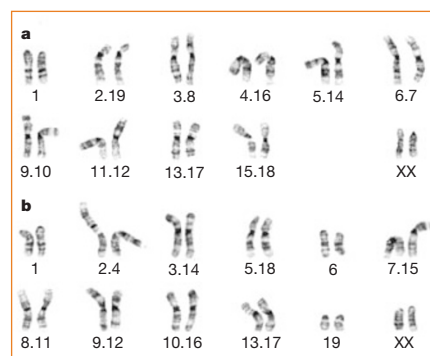 a
1 2.19 3.8 4.16 5.14 6.7
9.10 11.12 13.17 15.18 XX
b
1 2.4 3.14 5.18 6 7.15
8.11 9.12 10.16 13.17 19 XX